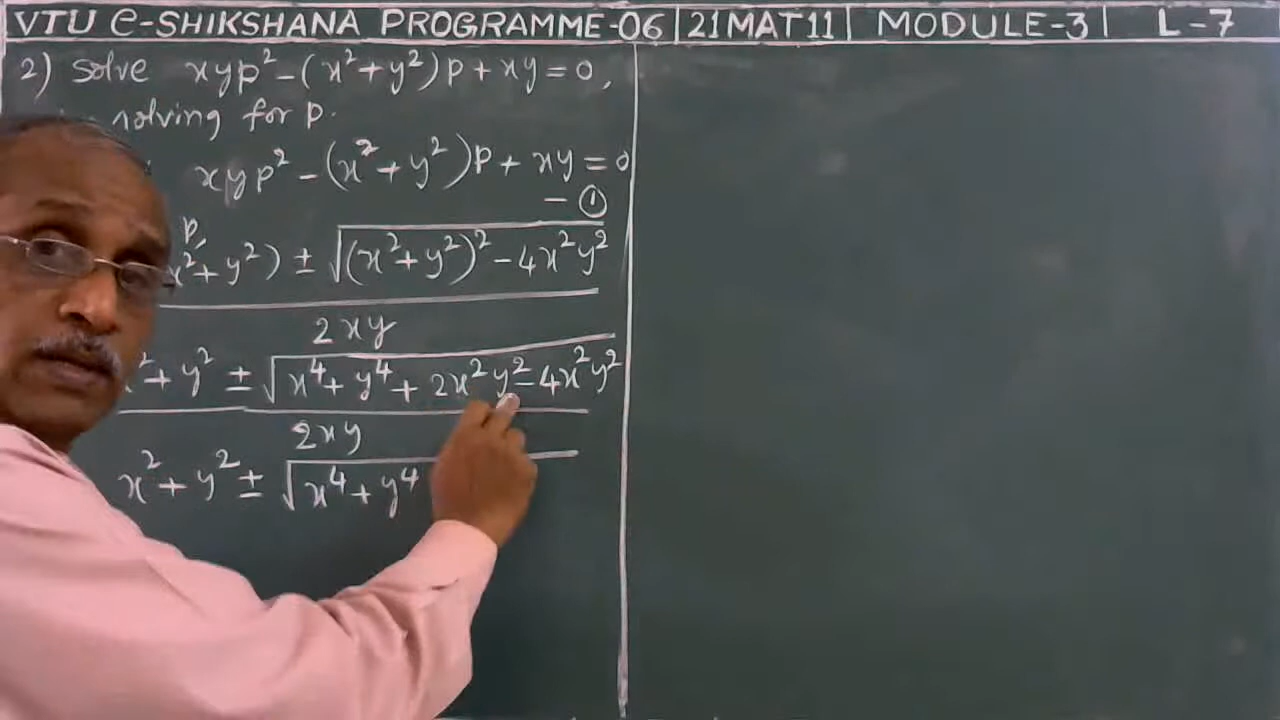 VTU e-SHIKSHANA PROGRAMME-06 | 21MAT11 | MODULE-3 | L-7
2) Solve xyp² - (x² + y²)p + xy = 0,
solving for p.
xyp² - (x² + y²)p + xy = 0
- ①
p,
x² + y²) ± √(x² + y²)² - 4x²y²
2xy
² + y² ± √x⁴ + y⁴ + 2x²y² - 4x²y²
2xy
x² + y² ± √x⁴ + y⁴